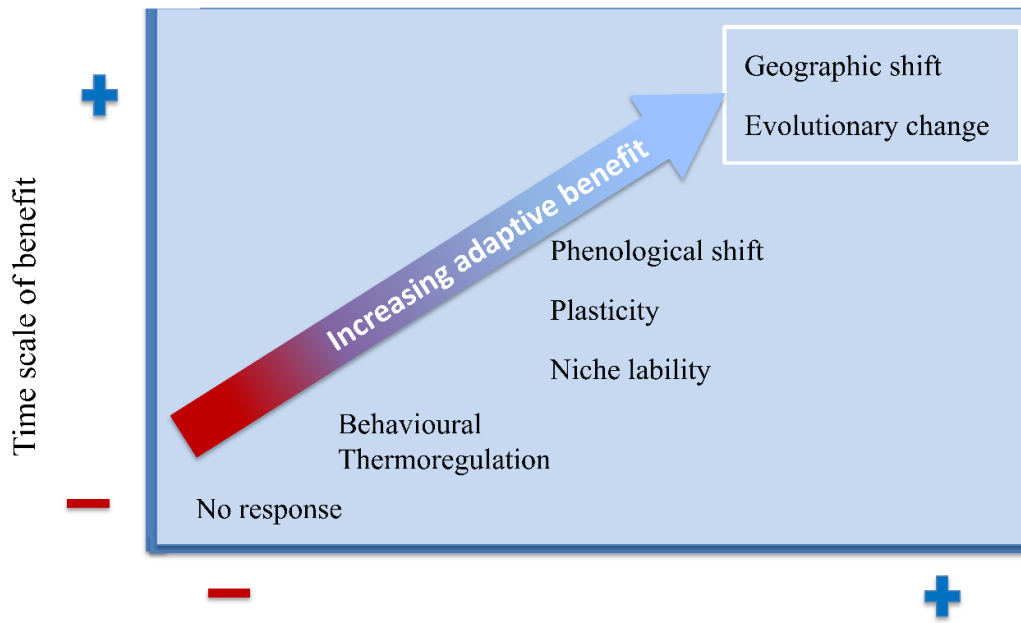 Geographic shift
Evolutionary change
Increasing adaptive benefit
Phenological shift
Plasticity
Niche lability
Behavioural
Thermoregulation
No response
Time scale of benefit